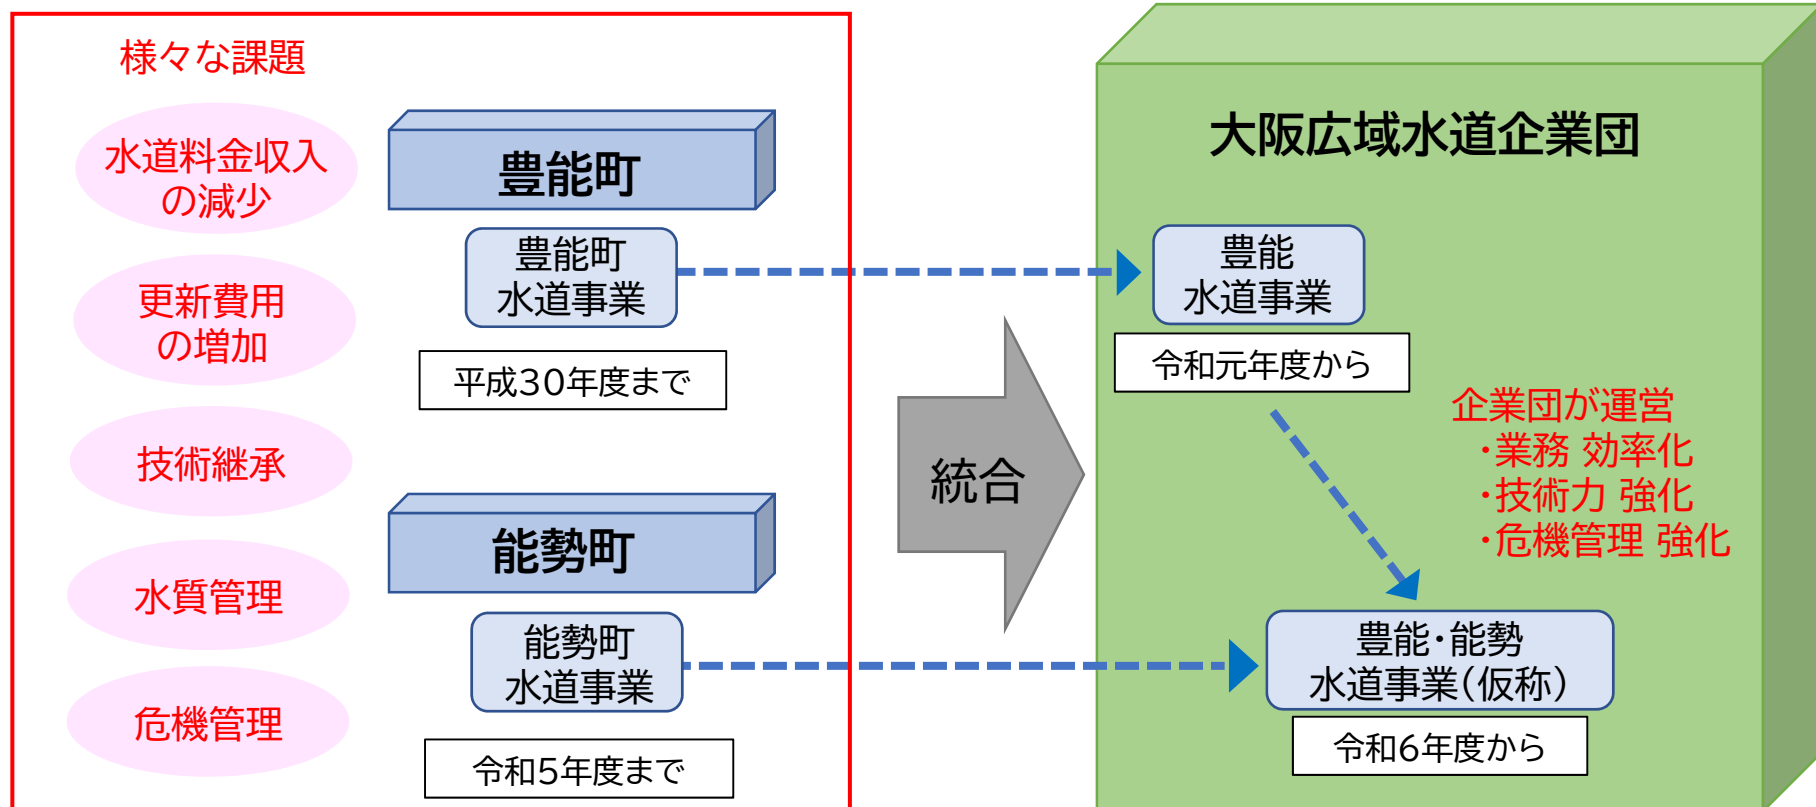 様々な課題
水道料金収入
の減少
更新費用
の増加
技術継承
水質管理
危機管理
豊能町
豊能町
水道事業
平成30年度まで
能勢町
能勢町
水道事業
令和5年度まで
統合
大阪広域水道企業団
豊能
水道事業
令和元年度から
企業団が運営
・業務 効率化
・技術力 強化
・危機管理 強化
豊能・能勢
水道事業(仮称)
令和6年度から